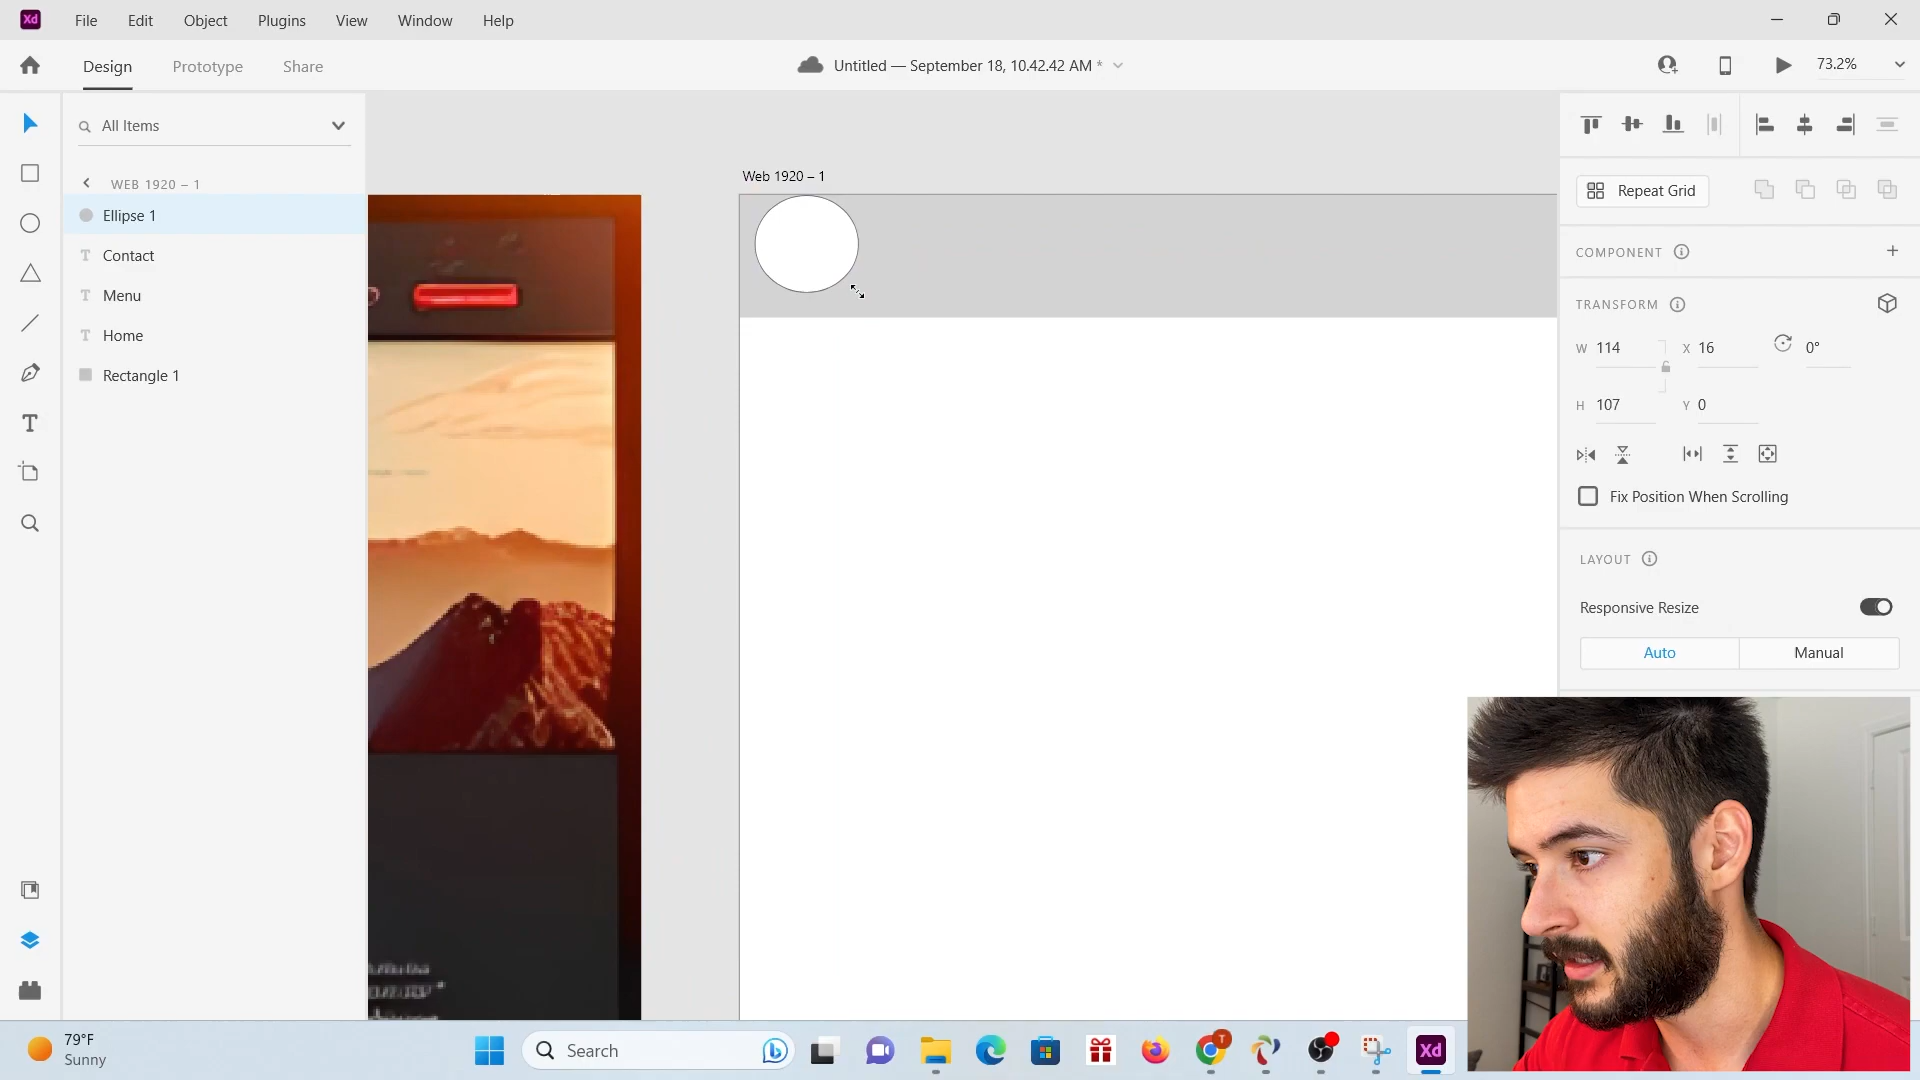 Xd File Edit Object Plugins View Window Help
Design Prototype Share
Untitled — September 18, 10.42.42 AM *
73.2%
All Items
WEB 1920 – 1
Ellipse 1
T Contact
T Menu
T Home
Rectangle 1
T
Web 1920 – 1
Repeat Grid
COMPONENT
TRANSFORM
W 114 X 16 0°
H 107 Y 0
Fix Position When Scrolling
LAYOUT
Responsive Resize
Auto Manual
79°F
Sunny
Search
T
Xd